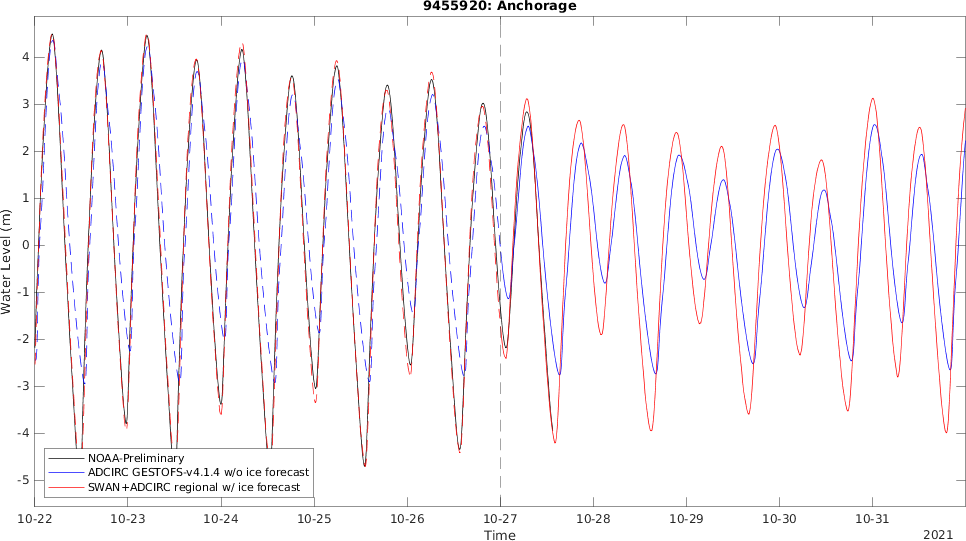 9455920: Anchorage
Water Level (m)
4
3
2
1
0
-1
-2
-3
-4
-5
NOAA-Preliminary
ADCIRC GESTOFS-v4.1.4 w/o ice forecast
SWAN+ADCIRC regional w/ ice forecast
10-22 10-23 10-24 10-25 10-26 10-27 10-28 10-29 10-30 10-31
Time
2021